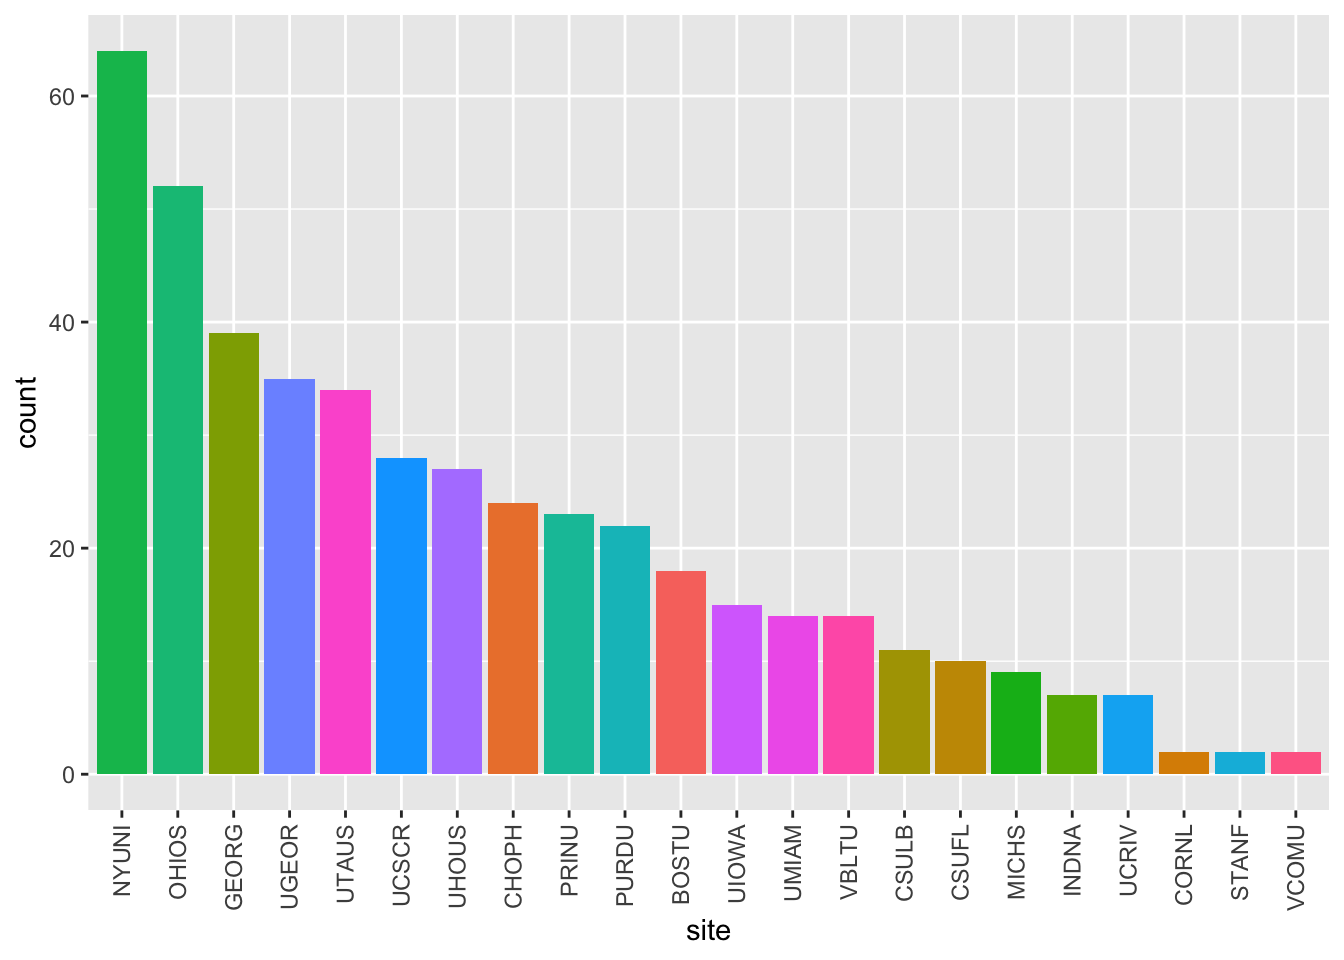 60
40
20
0
count
NYUNI
OHIOS
GEORG
UGEOR
UTAUS
UCSCR
UHOUS
CHOPH
PRINU
PURDU
BOSTU
UIOWA
UMIAM
VBLTU
CSULB
CSUFL
MICHS
INDNA
UCRIV
CORNL
STANF
VCOMU
site